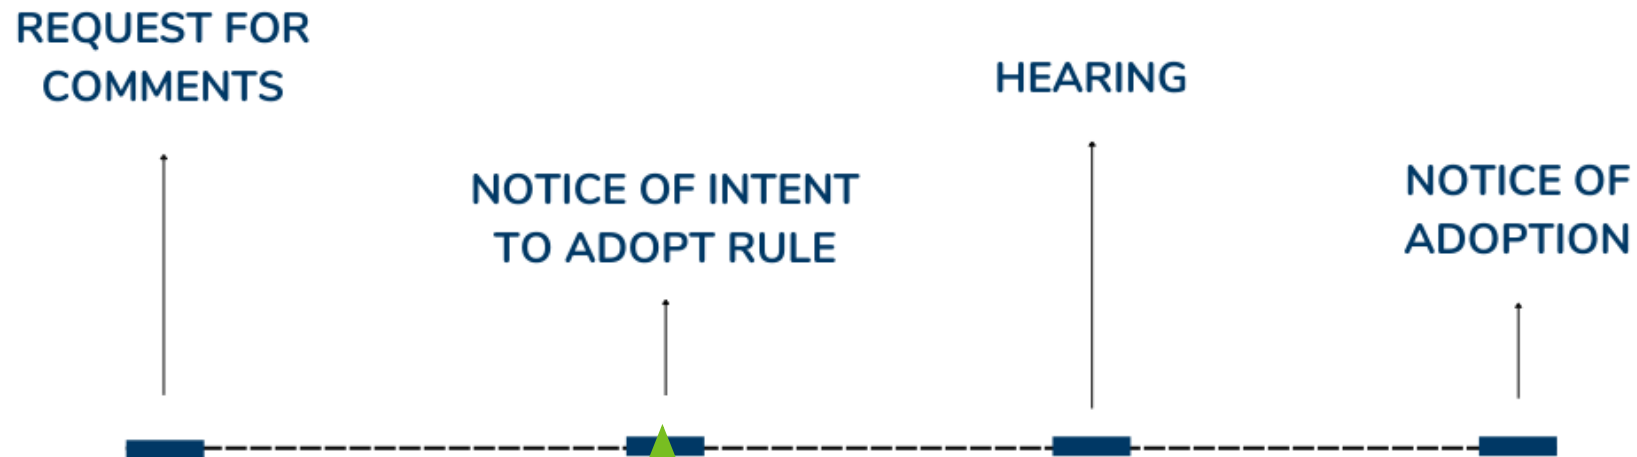 REQUEST FOR
COMMENTS
NOTICE OF INTENT
TO ADOPT RULE
HEARING
NOTICE OF
ADOPTION